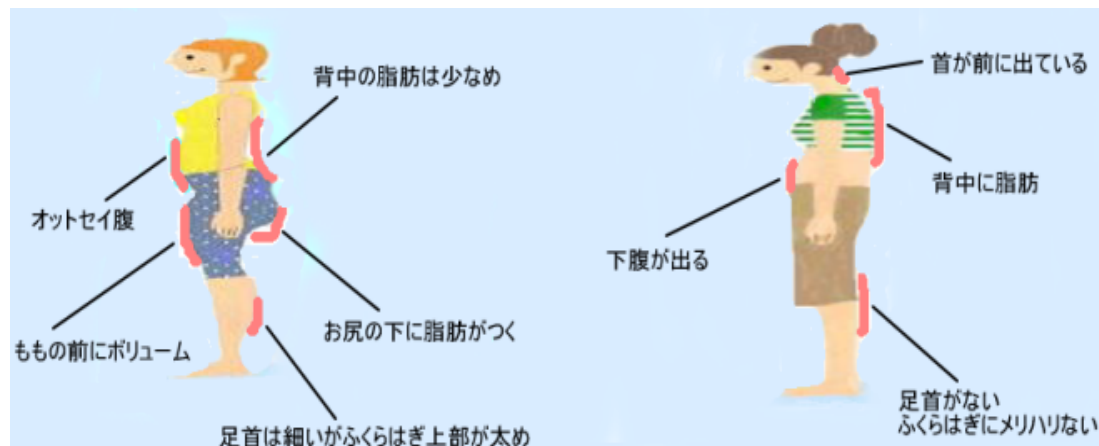 背中の脂肪は少なめ
オットセイ腹
お尻の下に脂肪がつく
ももの前にボリューム
足首は細いがふくらはぎ上部が太め
首が前に出ている
背中に脂肪
下腹が出る
足首がない
ふくらはぎにメリハリない